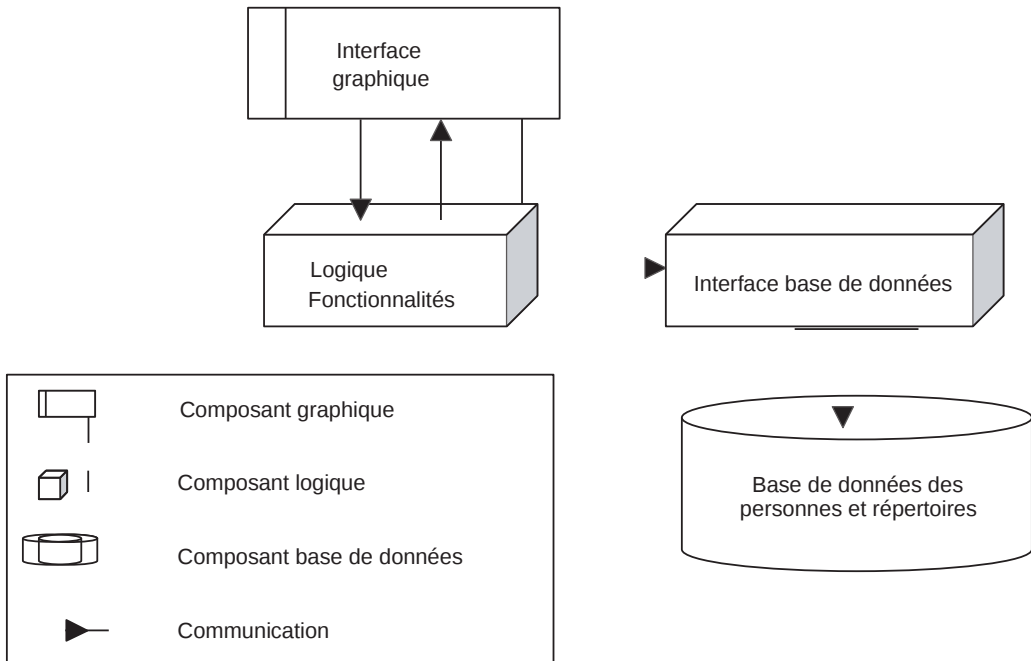 Interface
graphique
Logique
Fonctionnalités
Interface base de données
Composant graphique
Composant logique
Composant base de données
Communication
Base de données des
personnes et répertoires